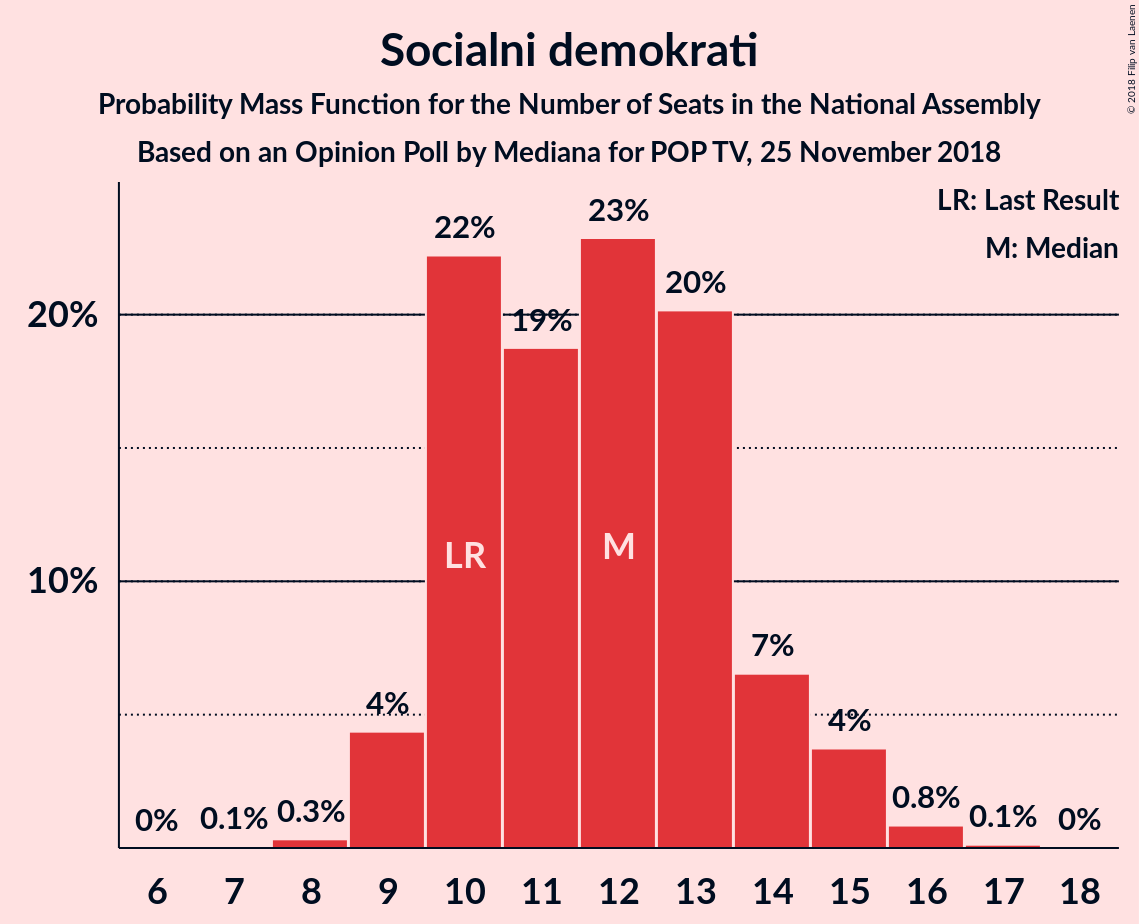 Socialni demokrati
Probability Mass Function for the Number of Seats in the National Assembly
Based on an Opinion Poll by Mediana for POP TV, 25 November 2018
© 2018 Filip van Laenen
LR: Last Result
M: Median
20%
10%
0%
0.1%
0.3%
4%
22%
19%
23%
20%
7%
4%
0.8%
0.1%
0%
LR
M
6 7 8 9 10 11 12 13 14 15 16 17 18